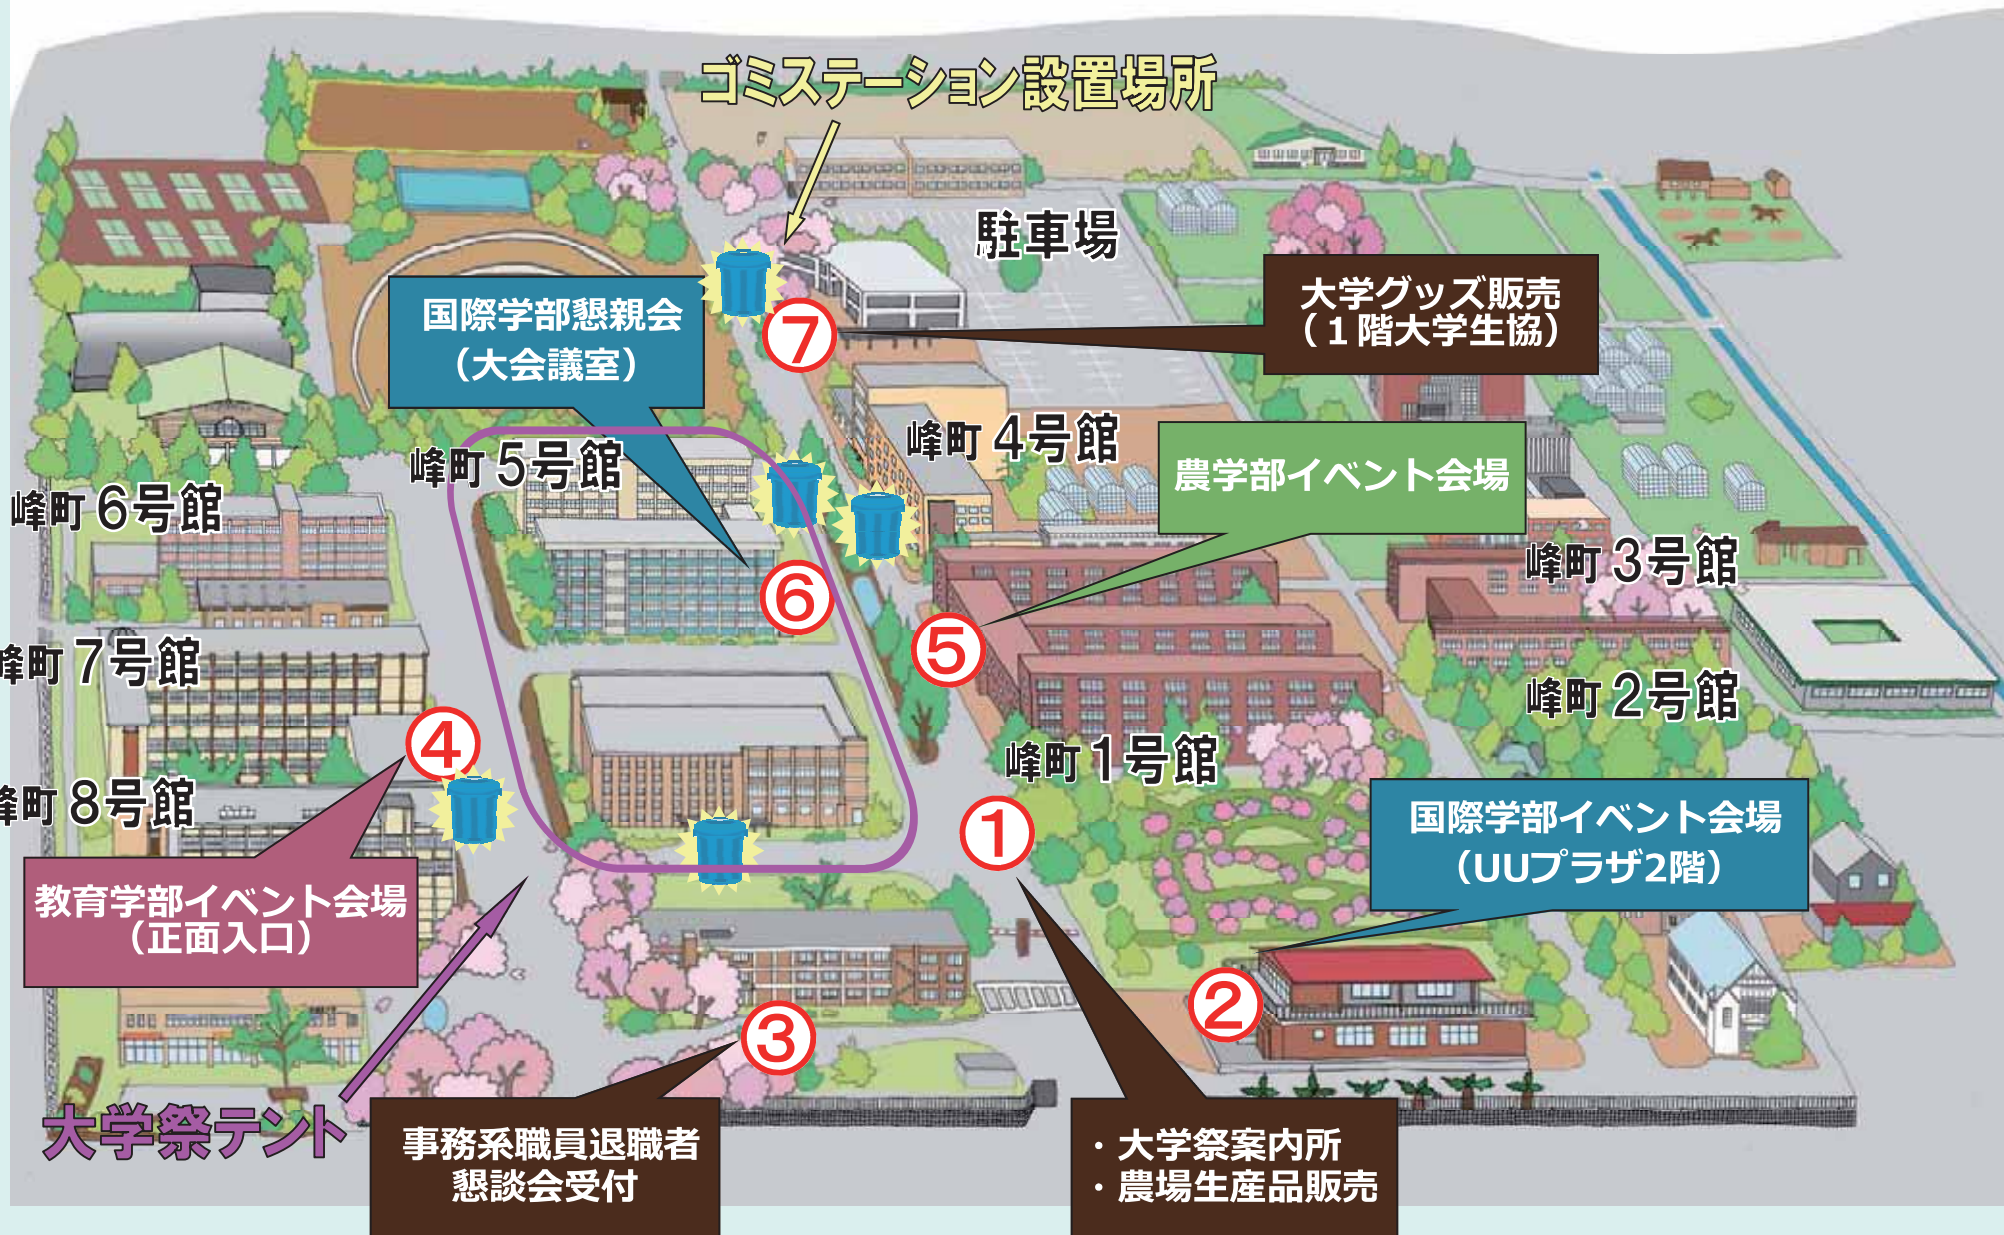 ゴミステーション設置場所
駐車場
国際学部懇親会
（大会議室）
⑦
大学グッズ販売
（１階大学生協）
峰町5号館
峰町4号館
農学部イベント会場
峰町6号館
⑥
⑤
峰町3号館
峰町7号館
峰町2号館
④
峰町1号館
峰町8号館
①
国際学部イベント会場
（UUプラザ2階）
教育学部イベント会場
（正面入口）
②
③
大学祭テント
事務系職員退職者
懇談会受付
・大学祭案内所
・農場生産品販売